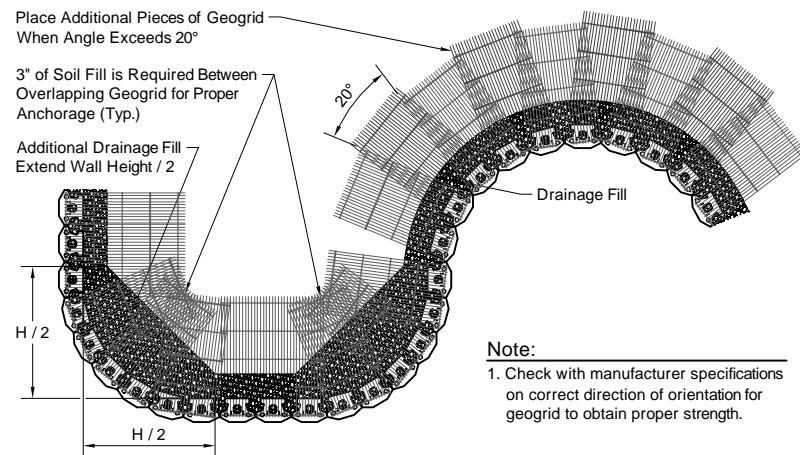 Place Additional Pieces of Geogrid
When Angle Exceeds 20°
3" of Soil Fill is Required Between
Overlapping Geogrid for Proper
Anchorage (Typ.)
Additional Drainage Fill
Extend Wall Height / 2
20°
Drainage Fill
H / 2
H / 2
Note:
1. Check with manufacturer specifications
on correct direction of orientation for
geogrid to obtain proper strength.